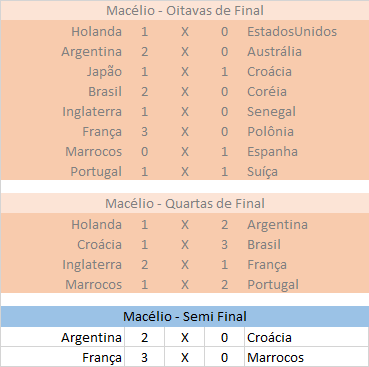 Macélio - Oitavas de Final
Holanda 1 X 0 EstadosUnidos
Argentina 2 X 0 Austrália
Japão 1 X 1 Croácia
Brasil 2 X 0 Coréia
Inglaterra 1 X 0 Senegal
França 3 X 0 Polônia
Marrocos 0 X 1 Espanha
Portugal 1 X 1 Suíça
Macélio - Quartas de Final
Holanda 1 X 2 Argentina
Croácia 1 X 3 Brasil
Inglaterra 2 X 1 França
Marrocos 1 X 2 Portugal
Macélio - Semi Final
Argentina 2 X 0 Croácia
França 3 X 0 Marrocos